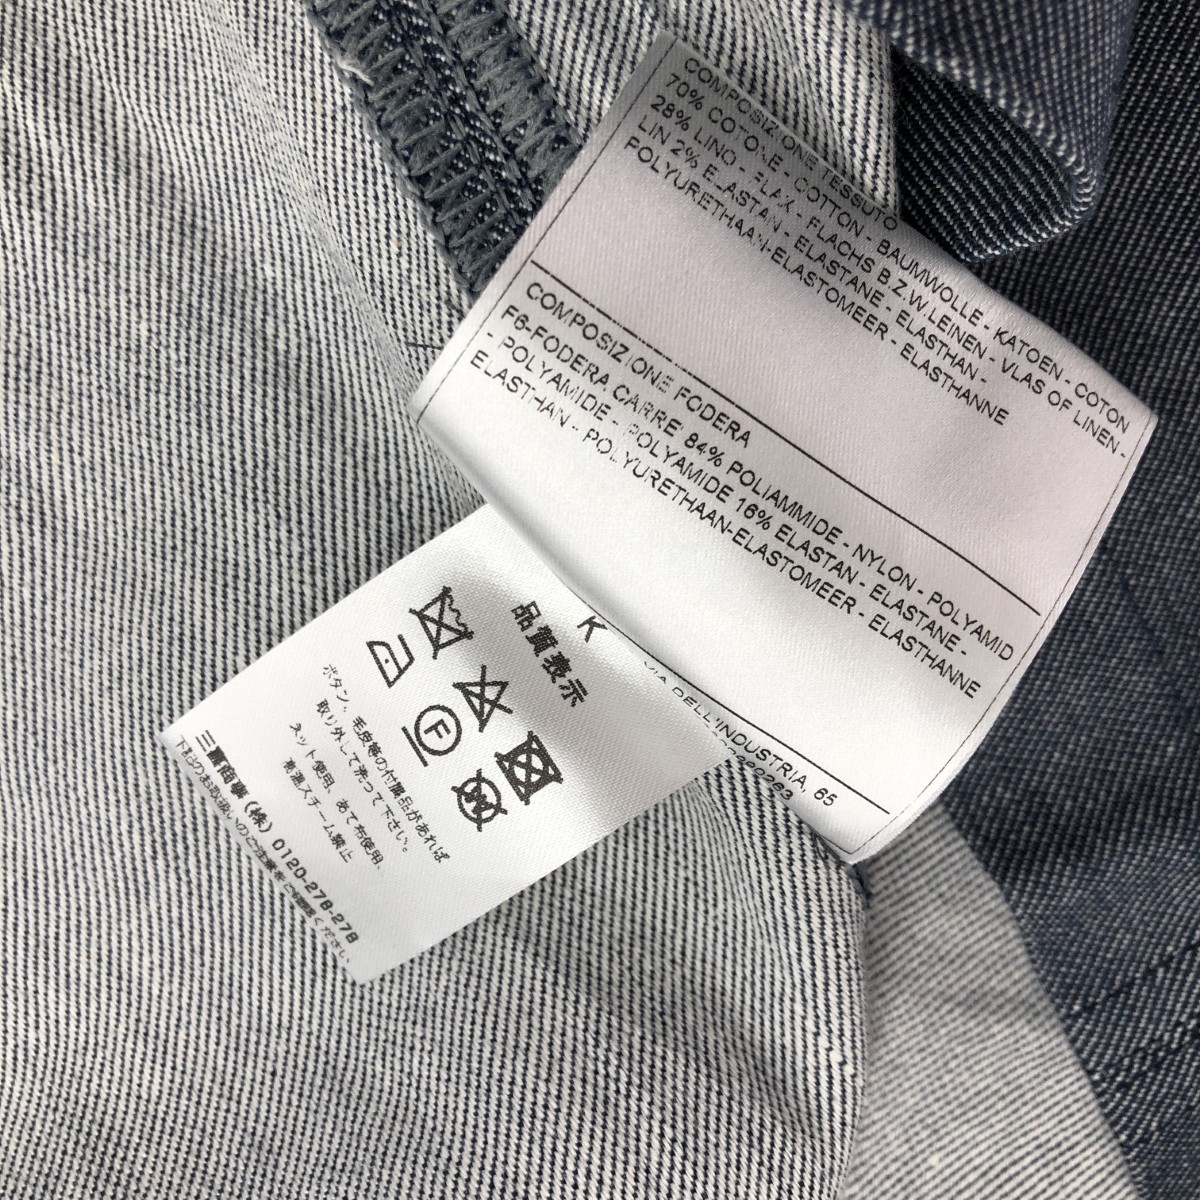 COMPOSIZIONE TESSUTO
70% COTONE - COTTON - BAUMWOLLE - KATOEN - COTON
28% LINO - FLAX - FLACHS B.Z.W.LEINEN - VLAS OF LINEN -
LIN 2% ELASTAN - ELASTANE - ELASTHAN -
POLYURETHAAN-ELASTOMEER - ELASTHANNE
COMPOSIZIONE FODERA
F6-FODERA CARRE 84% POLIAMMIDE - NYLON - POLYAMID
- POLYAMIDE - POLYAMIDE 16% ELASTAN - ELASTANE -
ELASTHAN - POLYURETHAAN-ELASTOMEER - ELASTHANNE
VIA DELL'INDUSTRIA, 65
K
品質表示
F
ボタン、毛皮等の付属品があれば
取り外して洗って下さい。
ネット使用、あて布使用、
高温スチーム禁止
三喜商事(株) 0120-278-278